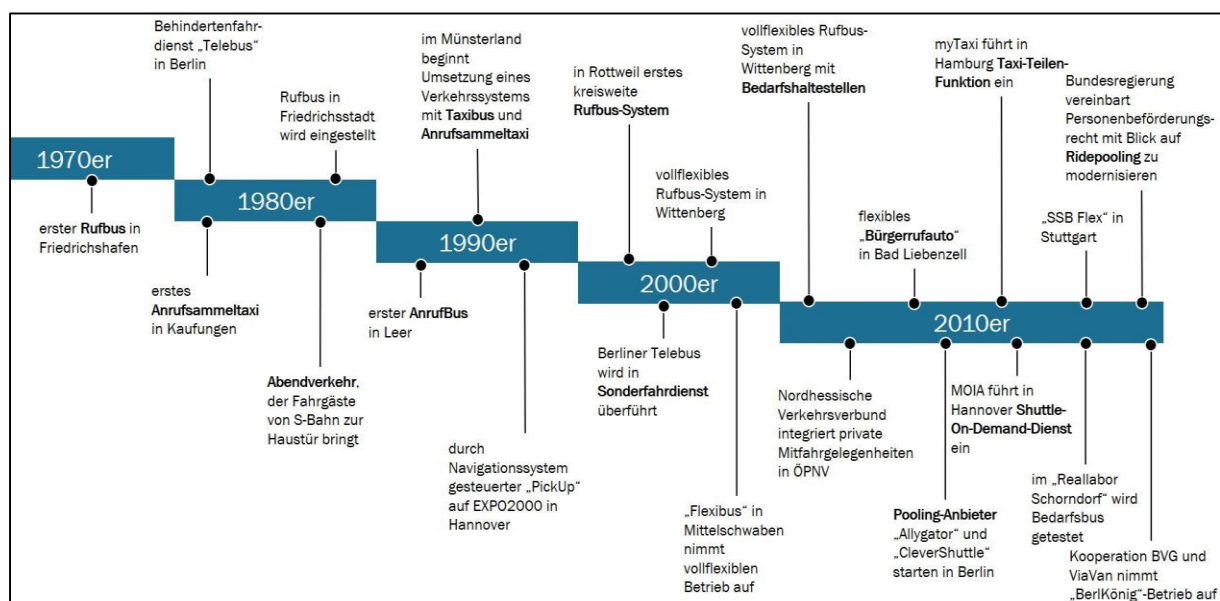 Behindertenfahr-
dienst „Telebus“
in Berlin
Rufbus in
Friedrichsstadt
wird eingestellt
im Münsterland
beginnt
Umsetzung eines
Verkehrssystems
mit Taxibus und
Anrufsammeltaxi
in Rottweil erstes
kreisweite
Rufbus-System
vollflexibles Rufbus-
System in
Wittenberg mit
Bedarfshaltestellen
vollflexibles
Rufbus-System in
Wittenberg
myTaxi führt in
Hamburg Taxi-Teilen-
Funktion ein
flexibles
„Bürgerrufauto“
in Bad Liebenzell
Bundesregierung
vereinbart
Personenbeförderungs-
recht mit Blick auf
Ridepooling zu
modernisieren
„SSB Flex“ in
Stuttgart
1970er
1980er
1990er
2000er
2010er
erster Rufbus in
Friedrichshafen
erstes
Anrufsammeltaxi
in Kaufungen
Abendverkehr,
der Fahrgäste
von S-Bahn zur
Haustür bringt
erster AnrufBus
in Leer
durch
Navigationssystem
gesteuerter „PickUp“
auf EXPO2000 in
Hannover
Berliner Telebus
wird in
Sonderfahrdienst
überführt
„Flexibus“ in
Mittelschwaben
nimmt
vollflexiblen
Betrieb auf
Nordhessische
Verkehrsverbund
integriert private
Mitfahrgelegenheiten
in ÖPNV
Pooling-Anbieter
„Allygator“ und
„CleverShuttle“
starten in Berlin
MOIA führt in
Hannover Shuttle-
On-Demand-Dienst
ein
im „Reallabor
Schorndorf“ wird
Bedarfsbus
getestet
Kooperation BVG und
ViaVan nimmt
„BerlKönig“-Betrieb auf